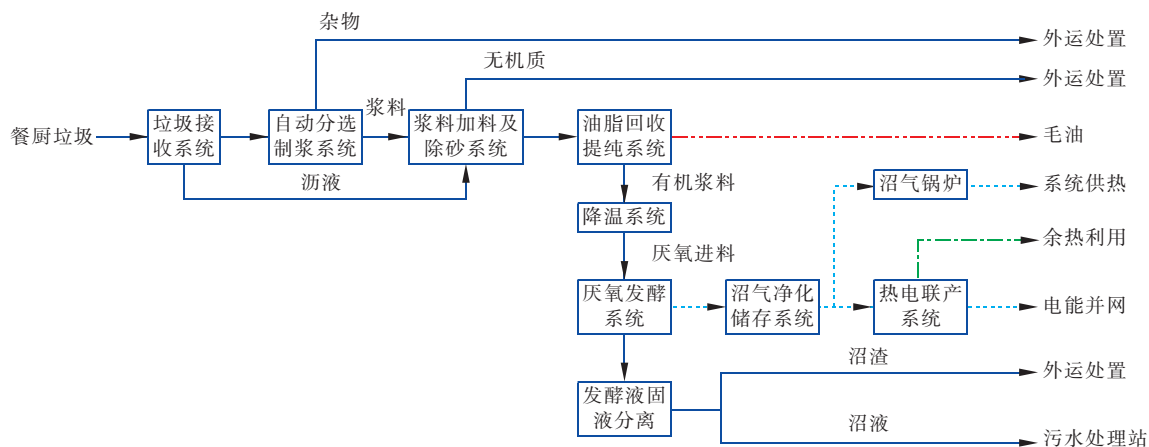 杂物
外运处置
无机质
外运处置
餐厨垃圾
垃圾接
收系统
自动分选
制浆系统
浆料
浆料加料及
除砂系统
油脂回收
提纯系统
毛油
沥液
有机浆料
沼气锅炉
系统供热
降温系统
余热利用
厌氧进料
厌氧发酵
系统
沼气净化
储存系统
热电联产
系统
电能并网
沼渣
外运处置
发酵液固
液分离
沼液
污水处理站